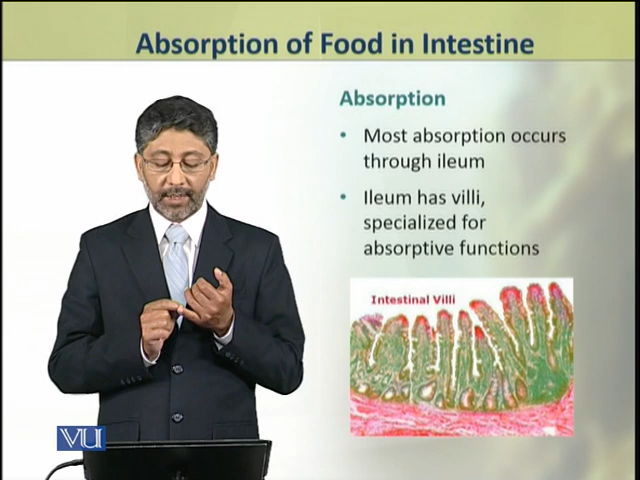 Absorption of Food in Intestine
Absorption
• Most absorption occurs
through ileum
• Ileum has villi,
specialized for
absorptive functions
Intestinal Villi
VU